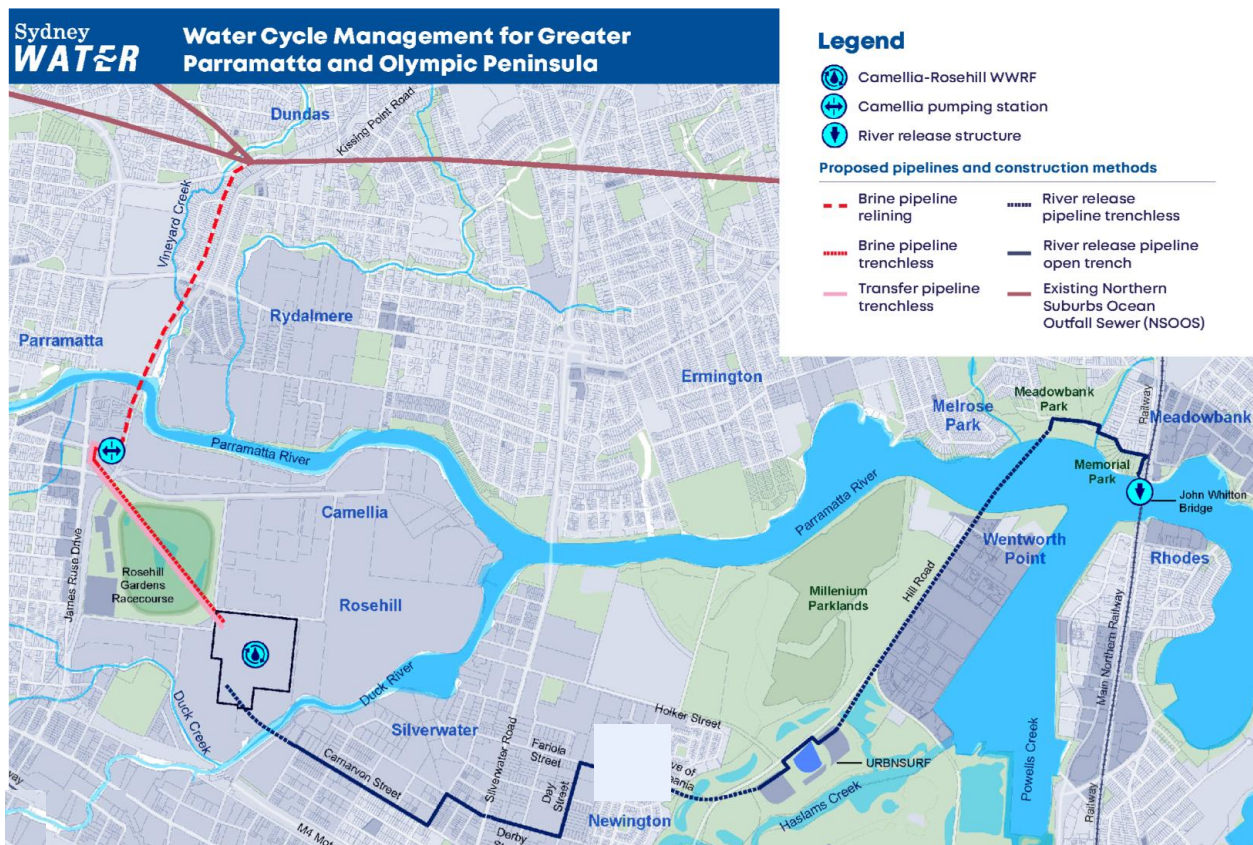 Sydney
WATER
Water Cycle Management for Greater
Parramatta and Olympic Peninsula
Legend
Camellia-Rosehill WWRF
Camellia pumping station
River release structure
Proposed pipelines and construction methods
Brine pipeline
relining
River release
pipeline trenchless
Brine pipeline
trenchless
River release pipeline
open trench
Transfer pipeline
trenchless
Existing Northern
Suburbs Ocean
Outfall Sewer (NSOOS)
Dundas
Kissing Point Road
Vineyard Creek
Rydalmere
Parramatta
Ermington
Melrose
Park
Meadowbank
Park
Railway
Meadowbank
Memorial
Park
John Whitton
Bridge
Parramatta River
Parramatta River
Camellia
Wentworth
Point
Rhodes
James Ruse Drive
Rosehill
Gardens
Racecourse
Rosehill
Millenium
Parklands
Hill Road
Main Northern Railway
Duck River
Duck Creek
Silverwater
Silverwater Road
Holker Street
Fariola
Street
Day
Street
Carnarvon Street
URBNSURF
Haslams Creek
Powells Creek
Railway
Newington
Derby